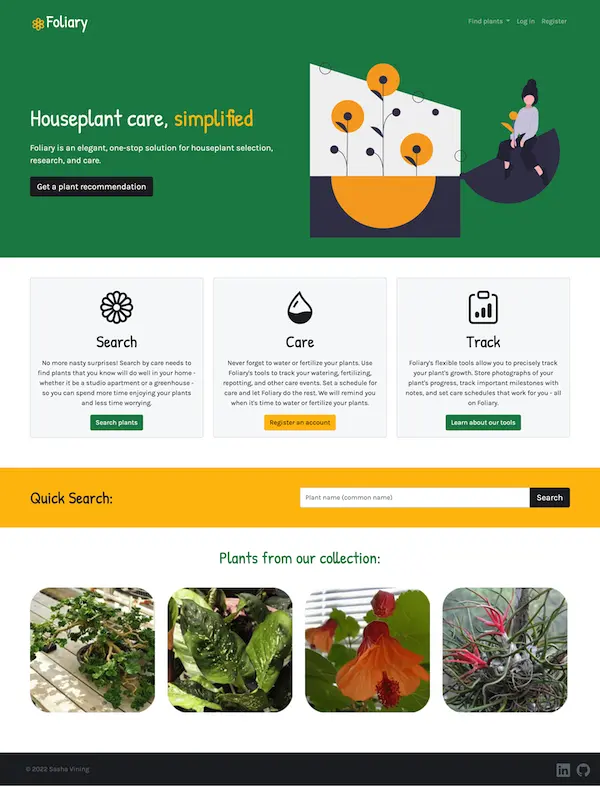 Foliary
Find plants
Log In
Register
Houseplant care, simplified
Foliary is an elegant, one-stop solution for houseplant selection,
research, and care.
Get a plant recommendation
Search
No more nasty surprises! Search by care needs to
find plants that you know will do well in your home -
whether it be a studio apartment or a greenhouse -
so you can spend more time enjoying your plants
and less time worrying.
Search plants
Care
Never forget to water or fertilize your plants. Use
Foliary's tools to track your watering, fertilizing,
repotting, and other care events. Set a schedule for
care and let Foliary do the rest. We will remind you
when it's time to water or fertilize your plants.
Register an account
Track
Foliary's flexible tools allow you to precisely track
your plant's growth. Store photographs of your
plant's progress, track important milestones with
notes, and set care schedules that work for you - all
on Foliary.
Learn about our tools
Quick Search:
Plant name (common name)
Search
Plants from our collection:
© 2022 Sasha Vining